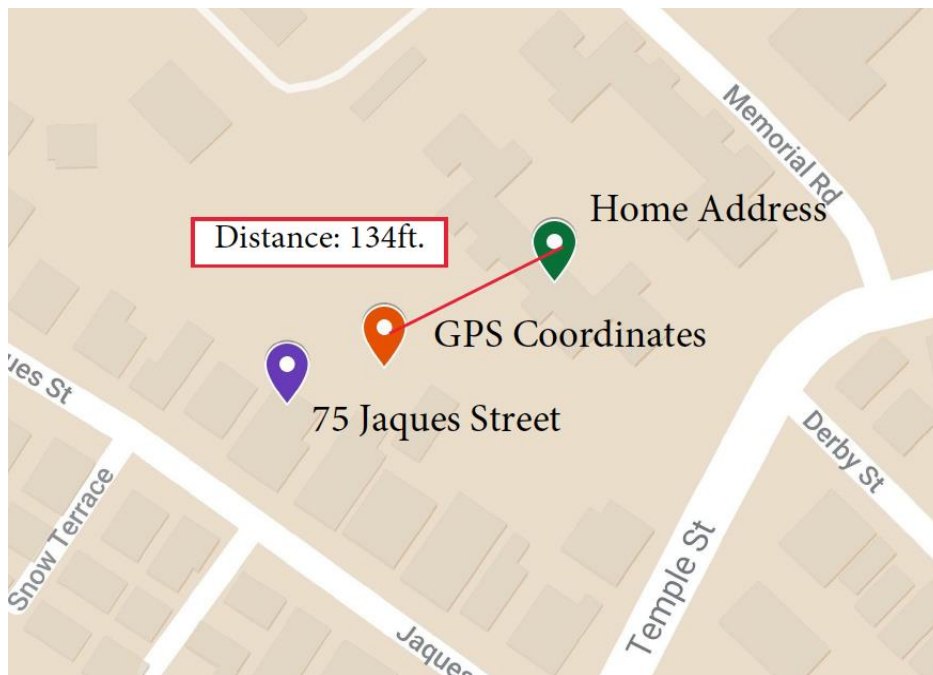 Memorial Rd
Home Address
Distance: 134ft.
GPS Coordinates
ues St
75 Jaques Street
Derby St
Snow Terrace
Temple St
Jaques